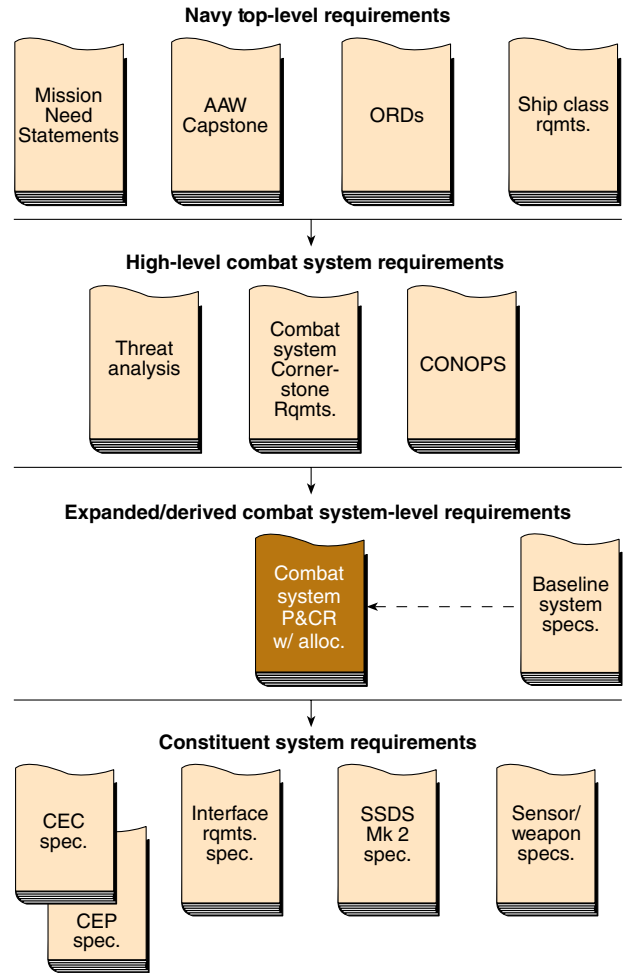 Navy top-level requirements
Mission
Need
Statements
AAW
Capstone
ORDs
Ship class
rqmts.
High-level combat system requirements
Threat
analysis
Combat
system
Corner-
stone
Rqmts.
CONOPS
Expanded/derived combat system-level requirements
Combat
system
P&CR
w/ alloc.
Baseline
system
specs.
Constituent system requirements
CEC
spec.
CEP
spec.
Interface
rqmts.
spec.
SSDS
Mk 2
spec.
Sensor/
weapon
specs.